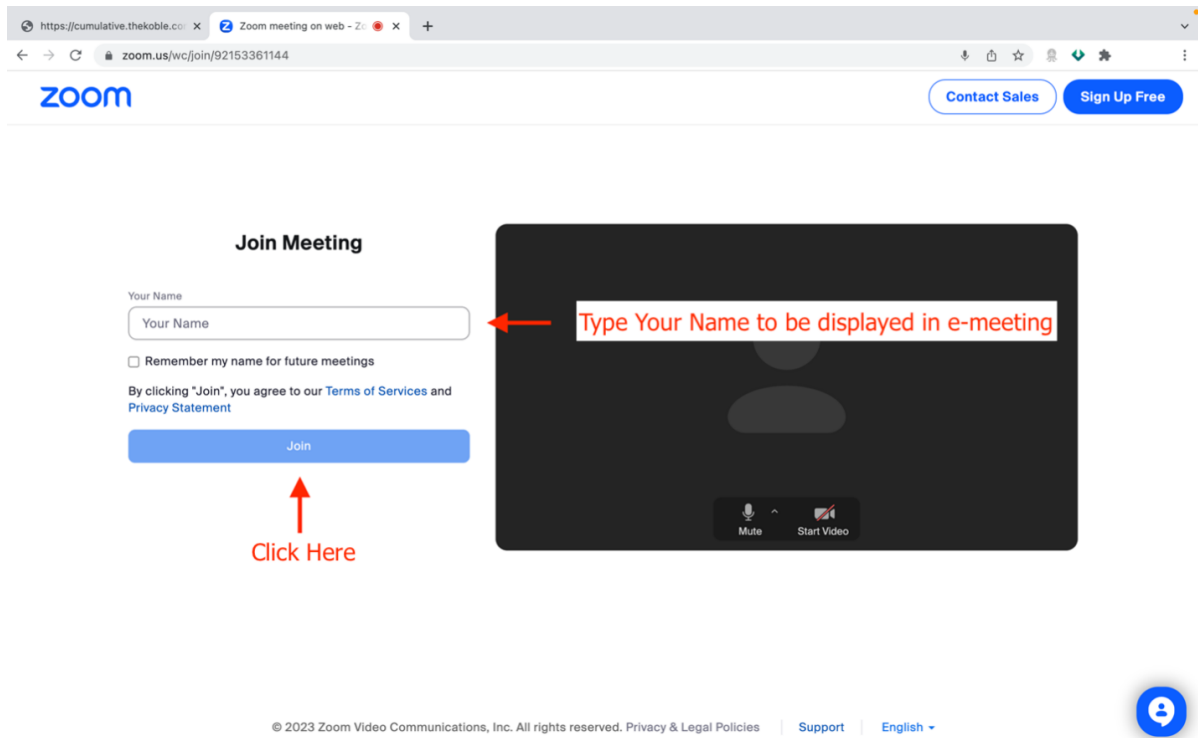 https://cumulative.thekoble.co
Zoom meeting on web - Zo
zoom.us/wc/join/92153361144
zoom
Contact Sales
Sign Up Free
Join Meeting
Your Name
Your Name
Type Your Name to be displayed in e-meeting
Remember my name for future meetings
By clicking "Join", you agree to our Terms of Services and
Privacy Statement
Join
Mute
Start Video
Click Here
© 2023 Zoom Video Communications, Inc. All rights reserved. Privacy & Legal Policies
Support
English